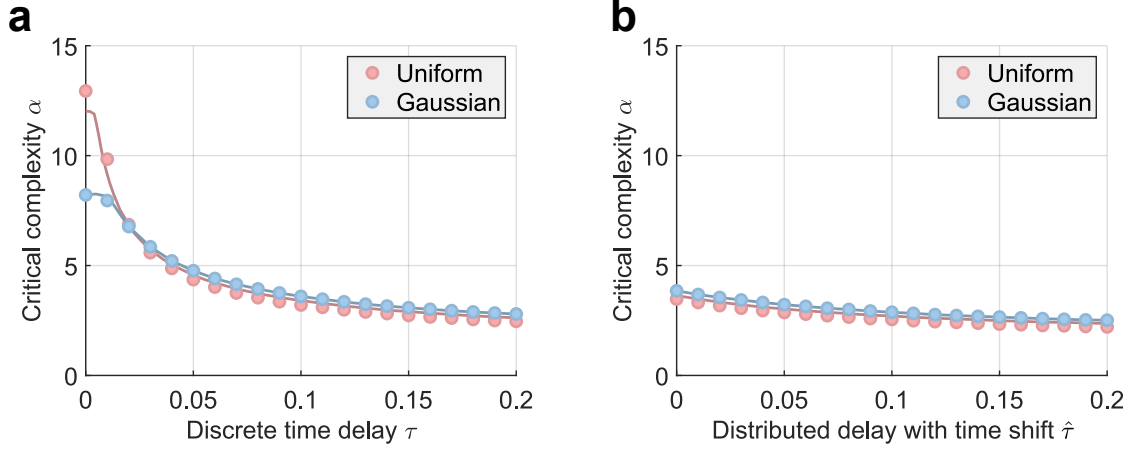 a
15
10
5
0
Critical complexity α
Uniform
Gaussian
0 0.05 0.1 0.15 0.2
Discrete time delay τ
b
15
10
5
0
Critical complexity α
Uniform
Gaussian
0 0.05 0.1 0.15 0.2
Distributed delay with time shift τ̂